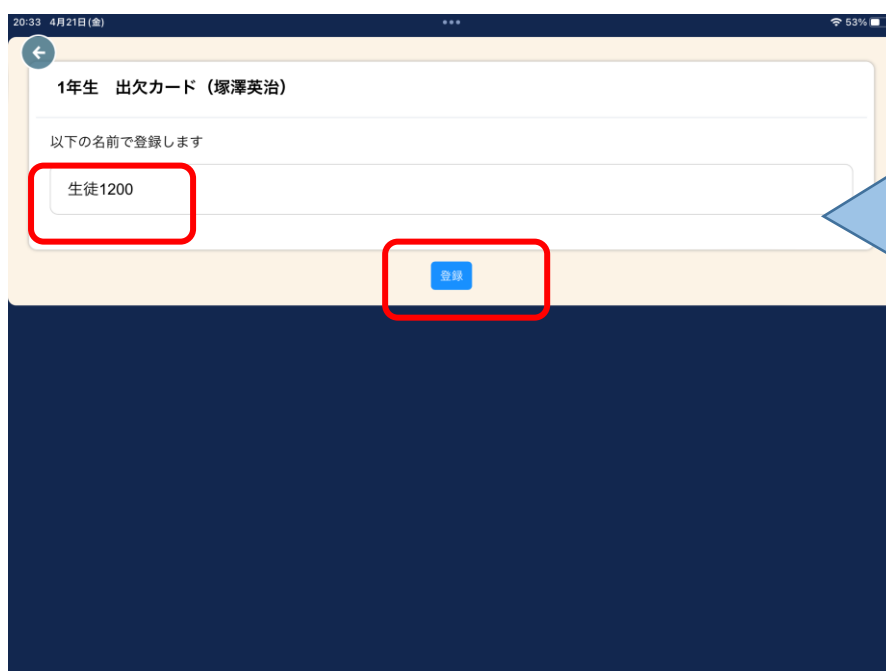 20:33 4月21日(金)
53%
1年生 出欠カード（塚澤英治）
以下の名前で登録します
生徒1200
登録